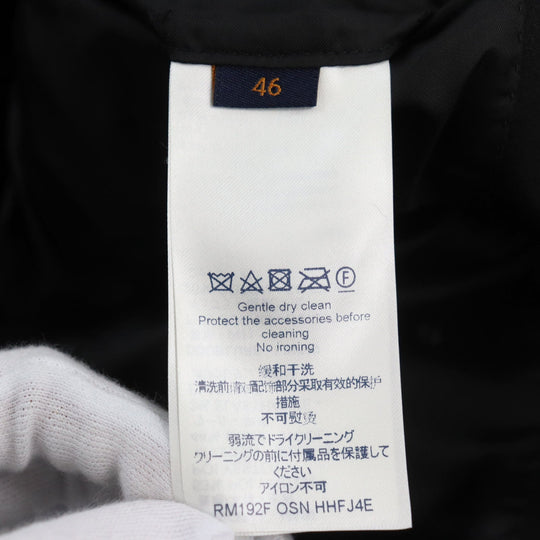 46
F
Gentle dry clean
Protect the accessories before
cleaning
No ironing
缓和干洗
清洗前请对配饰部分采取有效的保护
措施
不可熨烫
弱流でドライクリーニング
クリーニングの前に付属品を保護して
ください
アイロン不可
RM192F OSN HHFJ4E